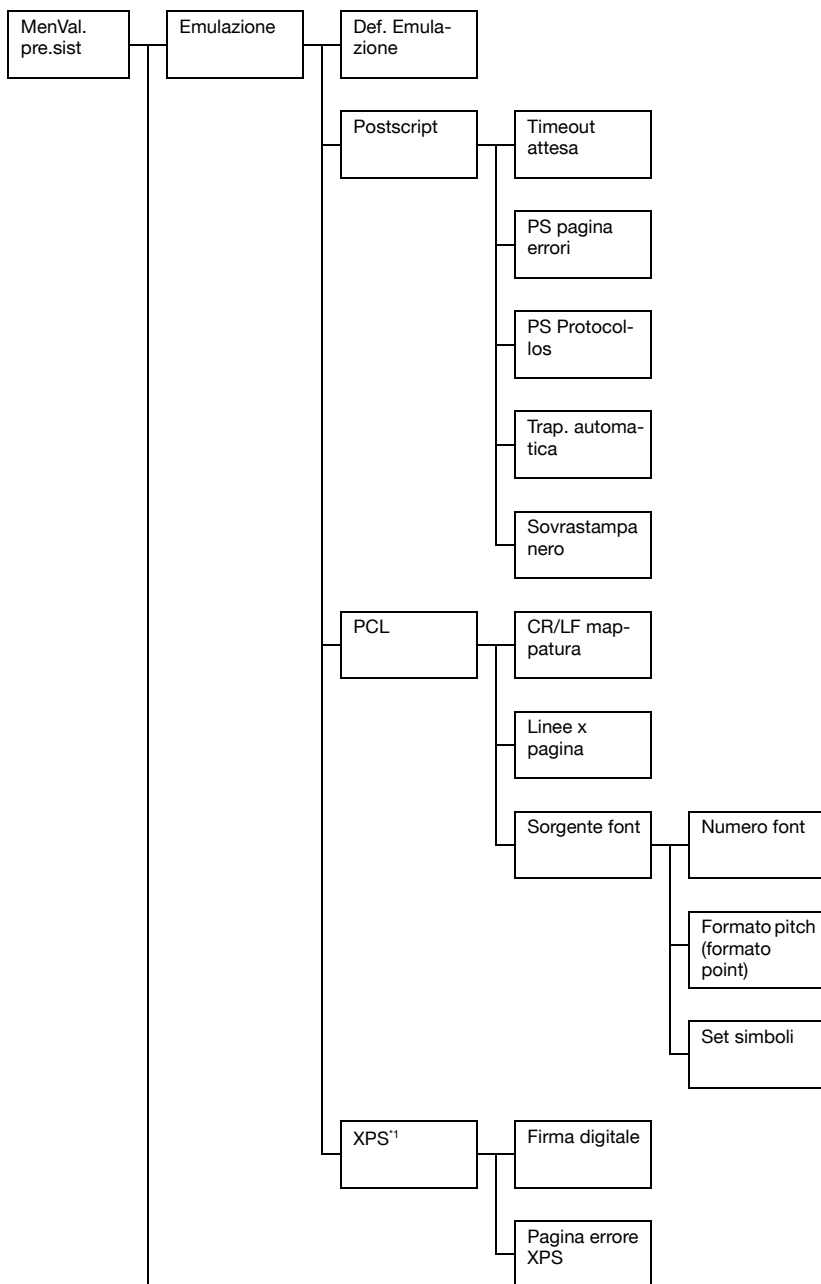 MenVal.
pre.sist
Emulazione
Def. Emula-
zione
Postscript
Timeout
attesa
PS pagina
errori
PS Protocol-
los
Trap. automa-
tica
Sovrastampa
nero
PCL
CR/LF map-
patura
Linee x
pagina
Sorgente font
Numero font
Formato pitch
(formato
point)
Set simboli
XPS*1
Firma digitale
Pagina errore
XPS